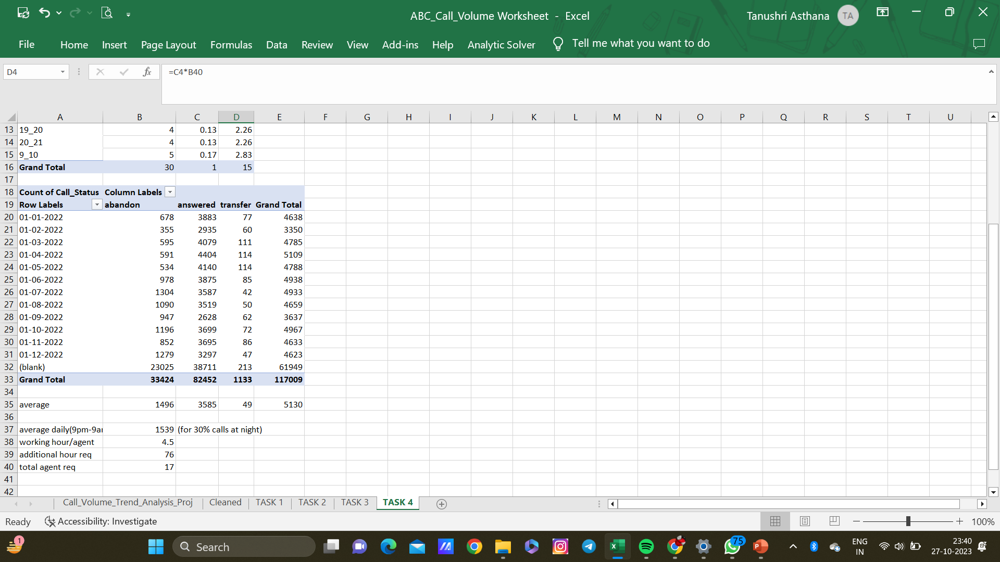 ABC_Call_Volume Worksheet - Excel
Tanushri Asthana TA
File Home Insert Page Layout Formulas Data Review View Add-ins Help Analytic Solver Tell me what you want to do
D4 fx =C4*B40
A B C D E F G H I J K L M N O P Q R S T U
13 19_20 4 0.13 2.26
14 20_21 4 0.13 2.26
15 9_10 5 0.17 2.83
16 Grand Total 30 1 15
17
18 Count of Call_Status Column Labels
19 Row Labels abandon answered transfer Grand Total
20 01-01-2022 678 3883 77 4638
21 01-02-2022 355 2935 60 3350
22 01-03-2022 595 4079 111 4785
23 01-04-2022 591 4404 114 5109
24 01-05-2022 534 4140 114 4788
25 01-06-2022 978 3875 85 4938
26 01-07-2022 1304 3587 42 4933
27 01-08-2022 1090 3519 50 4659
28 01-09-2022 947 2628 62 3637
29 01-10-2022 1196 3699 72 4967
30 01-11-2022 852 3695 86 4633
31 01-12-2022 1279 3297 47 4623
32 (blank) 23025 38711 213 61949
33 Grand Total 33424 82452 1133 117009
34
35 average 1496 3585 49 5130
36
37 average daily(9pm-9a 1539 (for 30% calls at night)
38 working hour/agent 4.5
39 additional hour req 76
40 total agent req 17
41
42
Call_Volume_Trend_Analysis_Proj Cleaned TASK 1 TASK 2 TASK 3 TASK 4
Ready Accessibility: Investigate 100%
1 Search 75 P ENG 23:40
IN 27-10-2023